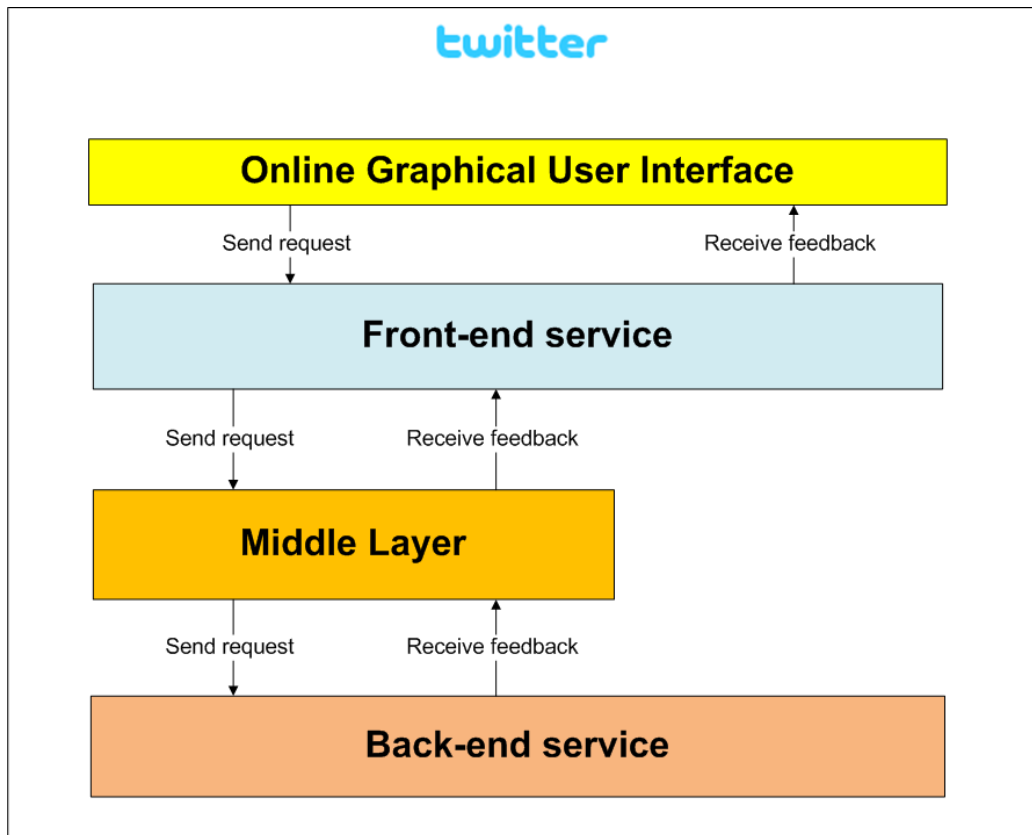 twitter
Online Graphical User Interface
Send request
Receive feedback
Front-end service
Send request
Receive feedback
Middle Layer
Send request
Receive feedback
Back-end service